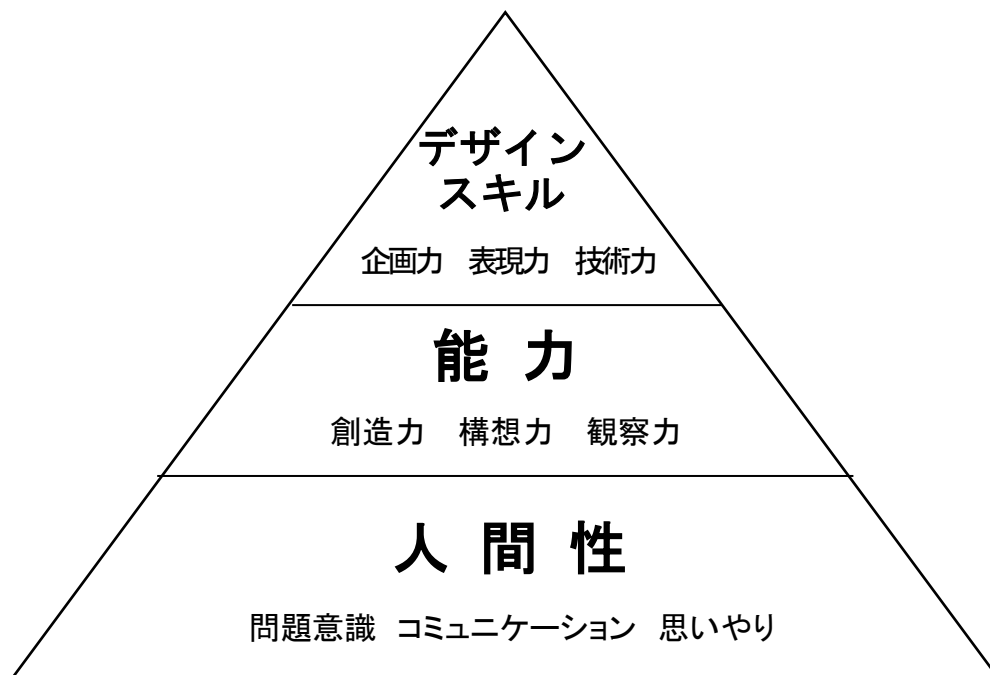 デザイン
スキル
企画力　表現力　技術力
能 力
創造力　構想力　観察力
人 間 性
問題意識　コミュニケーション　思いやり